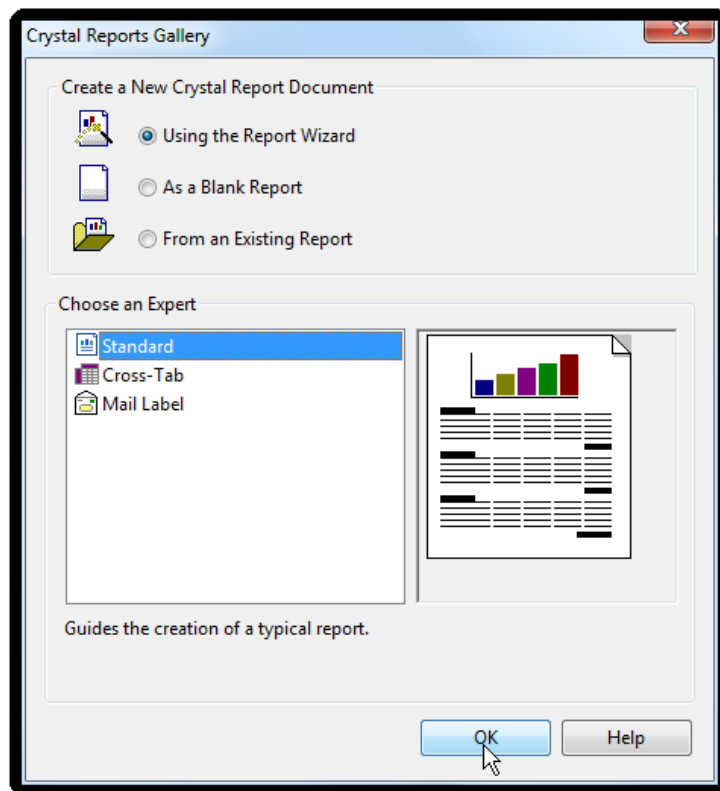 Crystal Reports Gallery
Create a New Crystal Report Document
Using the Report Wizard
As a Blank Report
From an Existing Report
Choose an Expert
Standard
Cross-Tab
Mail Label
Guides the creation of a typical report.
OK
Help